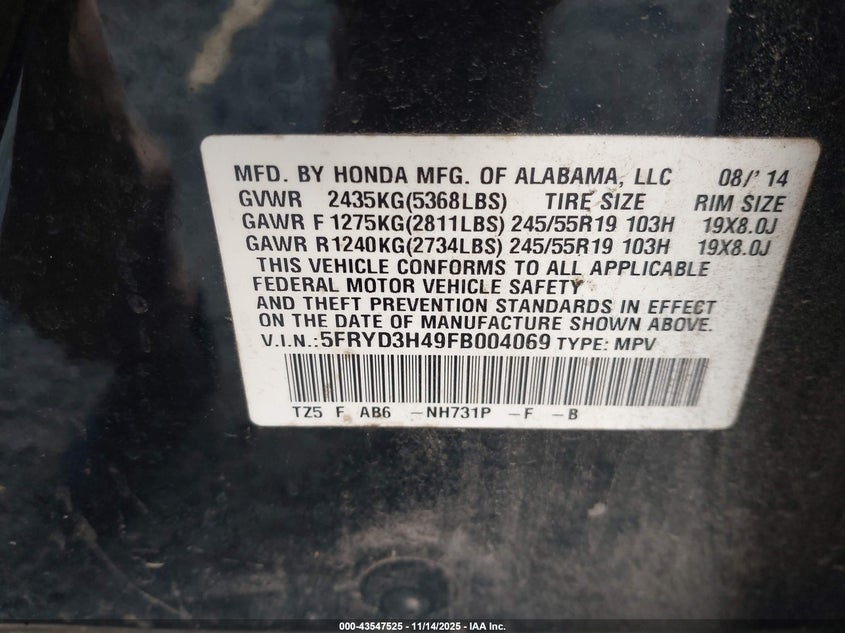 MFD. BY HONDA MFG. OF ALABAMA, LLC 08/' 14
GVWR 2435KG(5368LBS) TIRE SIZE RIM SIZE
GAWR F 1275KG(2811LBS) 245/55R19 103H 19X8.0J
GAWR R1240KG(2734LBS) 245/55R19 103H 19X8.0J
THIS VEHICLE CONFORMS TO ALL APPLICABLE
FEDERAL MOTOR VEHICLE SAFETY
AND THEFT PREVENTION STANDARDS IN EFFECT
ON THE DATE OF MANUFACTURE SHOWN ABOVE.
V.I.N.:5FRYD3H49FB004069 TYPE: MPV
TZ5 F AB6 –NH731P –F –B
000-43547525 - 11/14/2025 - IAA Inc.